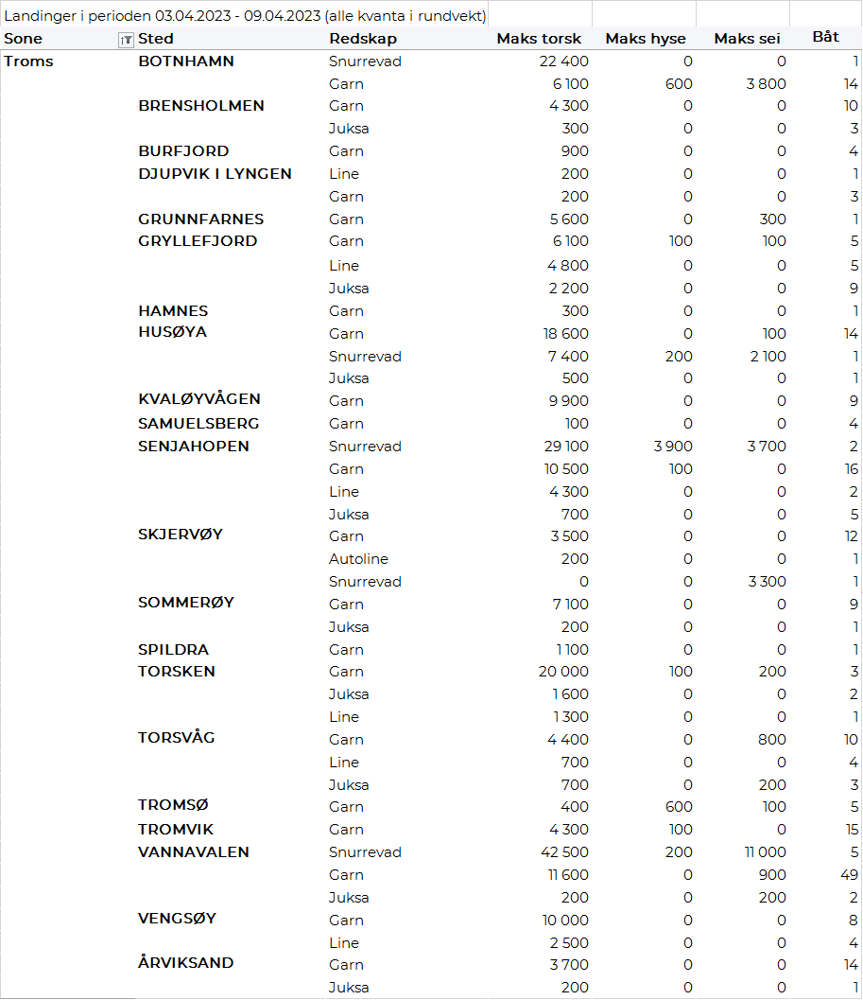 Landinger i perioden 03.04.2023 - 09.04.2023 (alle kvanta i rundvekt)
Sone Sted Redskap Maks torsk Maks hyse Maks sei Båt
Troms BOTNHAMN Snurrevad 22 400 0 0 1
Garn 6 100 600 3 800 14
BRENSHOLMEN Garn 4 300 0 0 10
Juksa 300 0 0 3
BURFJORD Garn 900 0 0 4
DJUPVIK I LYNGEN Line 200 0 0 1
Garn 200 0 0 3
GRUNNFARNES Garn 5 600 0 300 1
GRYLLEFJORD Garn 6 100 100 100 5
Line 4 800 0 0 5
Juksa 2 200 0 0 9
HAMNES Garn 300 0 0 1
HUSØYA Garn 18 600 0 100 14
Snurrevad 7 400 200 2 100 1
Juksa 500 0 0 1
KVALØYVÅGEN Garn 9 900 0 0 9
SAMUELSBERG Garn 100 0 0 4
SENJAHOPEN Snurrevad 29 100 3 900 3 700 2
Garn 10 500 100 0 16
Line 4 300 0 0 2
Juksa 700 0 0 5
SKJERVØY Garn 3 500 0 0 12
Autoline 200 0 0 1
Snurrevad 0 0 3 300 1
SOMMERØY Garn 7 100 0 0 9
Juksa 200 0 0 1
SPILDRA Garn 1 100 0 0 1
TORSKEN Garn 20 000 100 200 3
Juksa 1 600 0 0 2
Line 1 300 0 0 1
TORSVÅG Garn 4 400 0 800 10
Line 700 0 0 4
Juksa 700 0 200 3
TROMSØ Garn 400 600 100 5
TROMVIK Garn 4 300 100 0 15
VANNAVALEN Snurrevad 42 500 200 11 000 5
Garn 11 600 0 900 49
Juksa 200 0 200 2
VENGSØY Garn 10 000 0 0 8
Line 2 500 0 0 4
ÅRVIKSAND Garn 3 700 0 0 14
Juksa 200 0 0 1